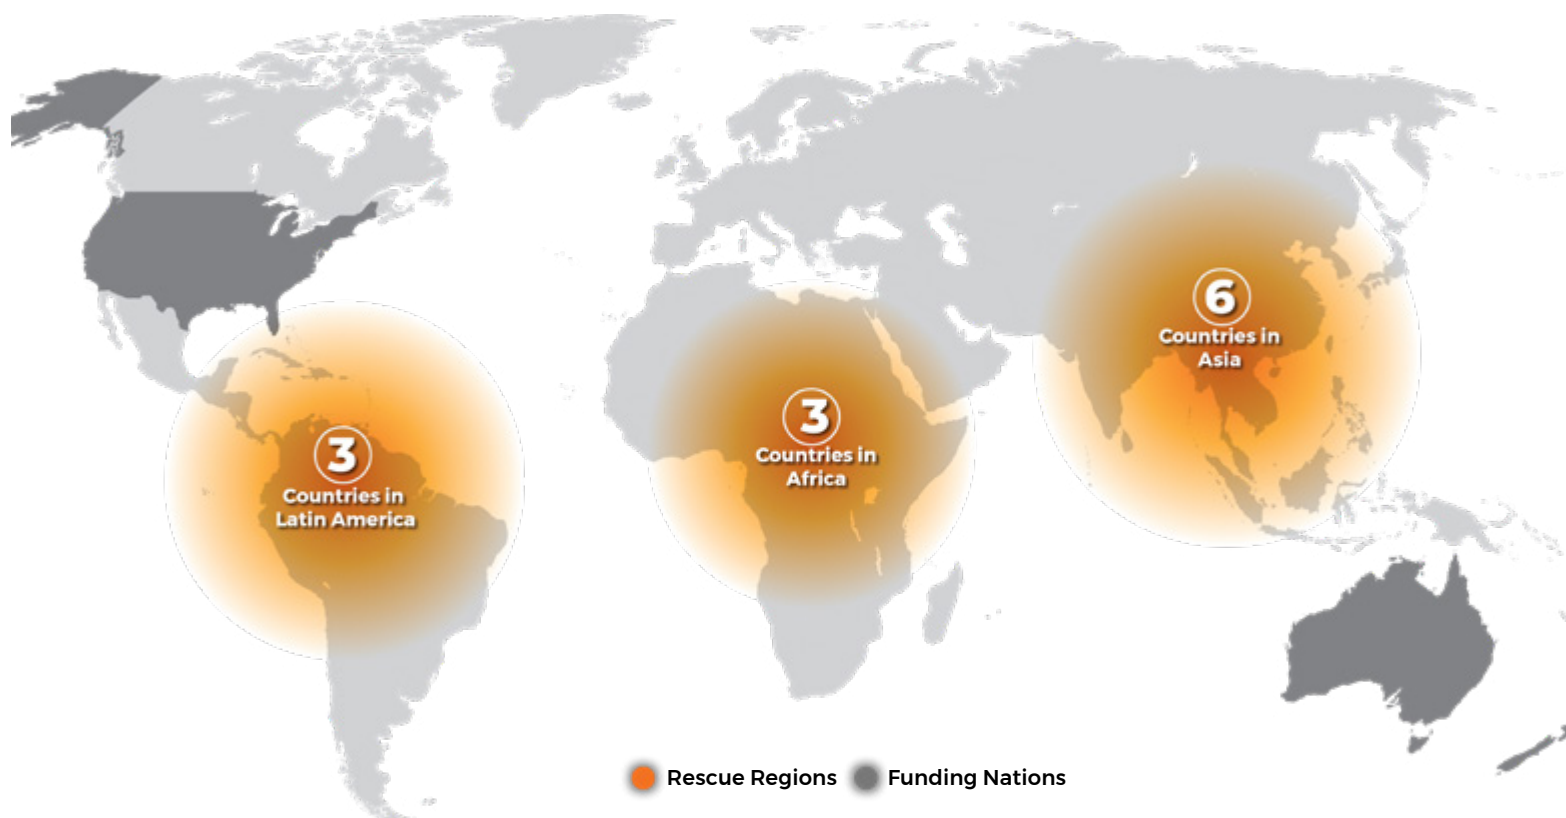 6
Countries in
Asia
3
Countries in
Africa
3
Countries in
Latin America
Rescue Regions
Funding Nations